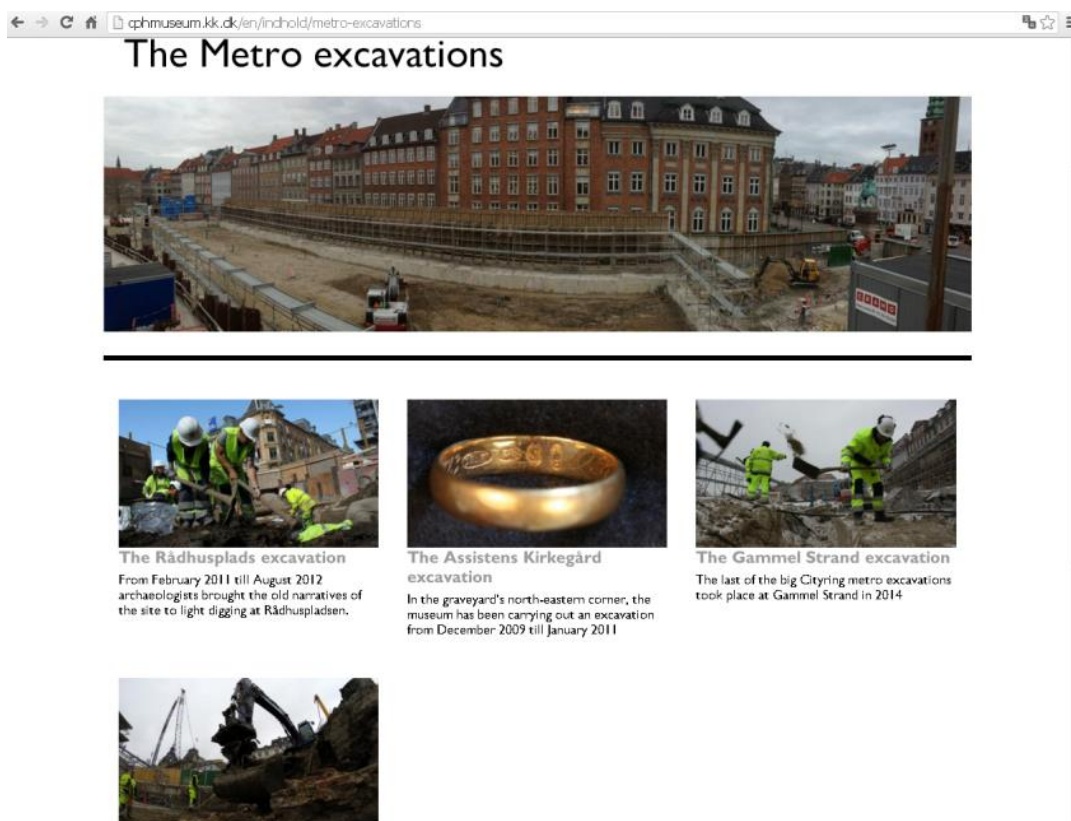 cphmuseum.kk.dk/en/indhold/metro-excavations
The Metro excavations
The Rådhusplads excavation
From February 2011 till August 2012
archaeologists brought the old narratives of
the site to light digging at Rådhuspladsen.
The Assistens Kirkegård
excavation
In the graveyard's north-eastern corner, the
museum has been carrying out an excavation
from December 2009 till January 2011
The Gammel Strand excavation
The last of the big Cityring metro excavations
took place at Gammel Strand in 2014